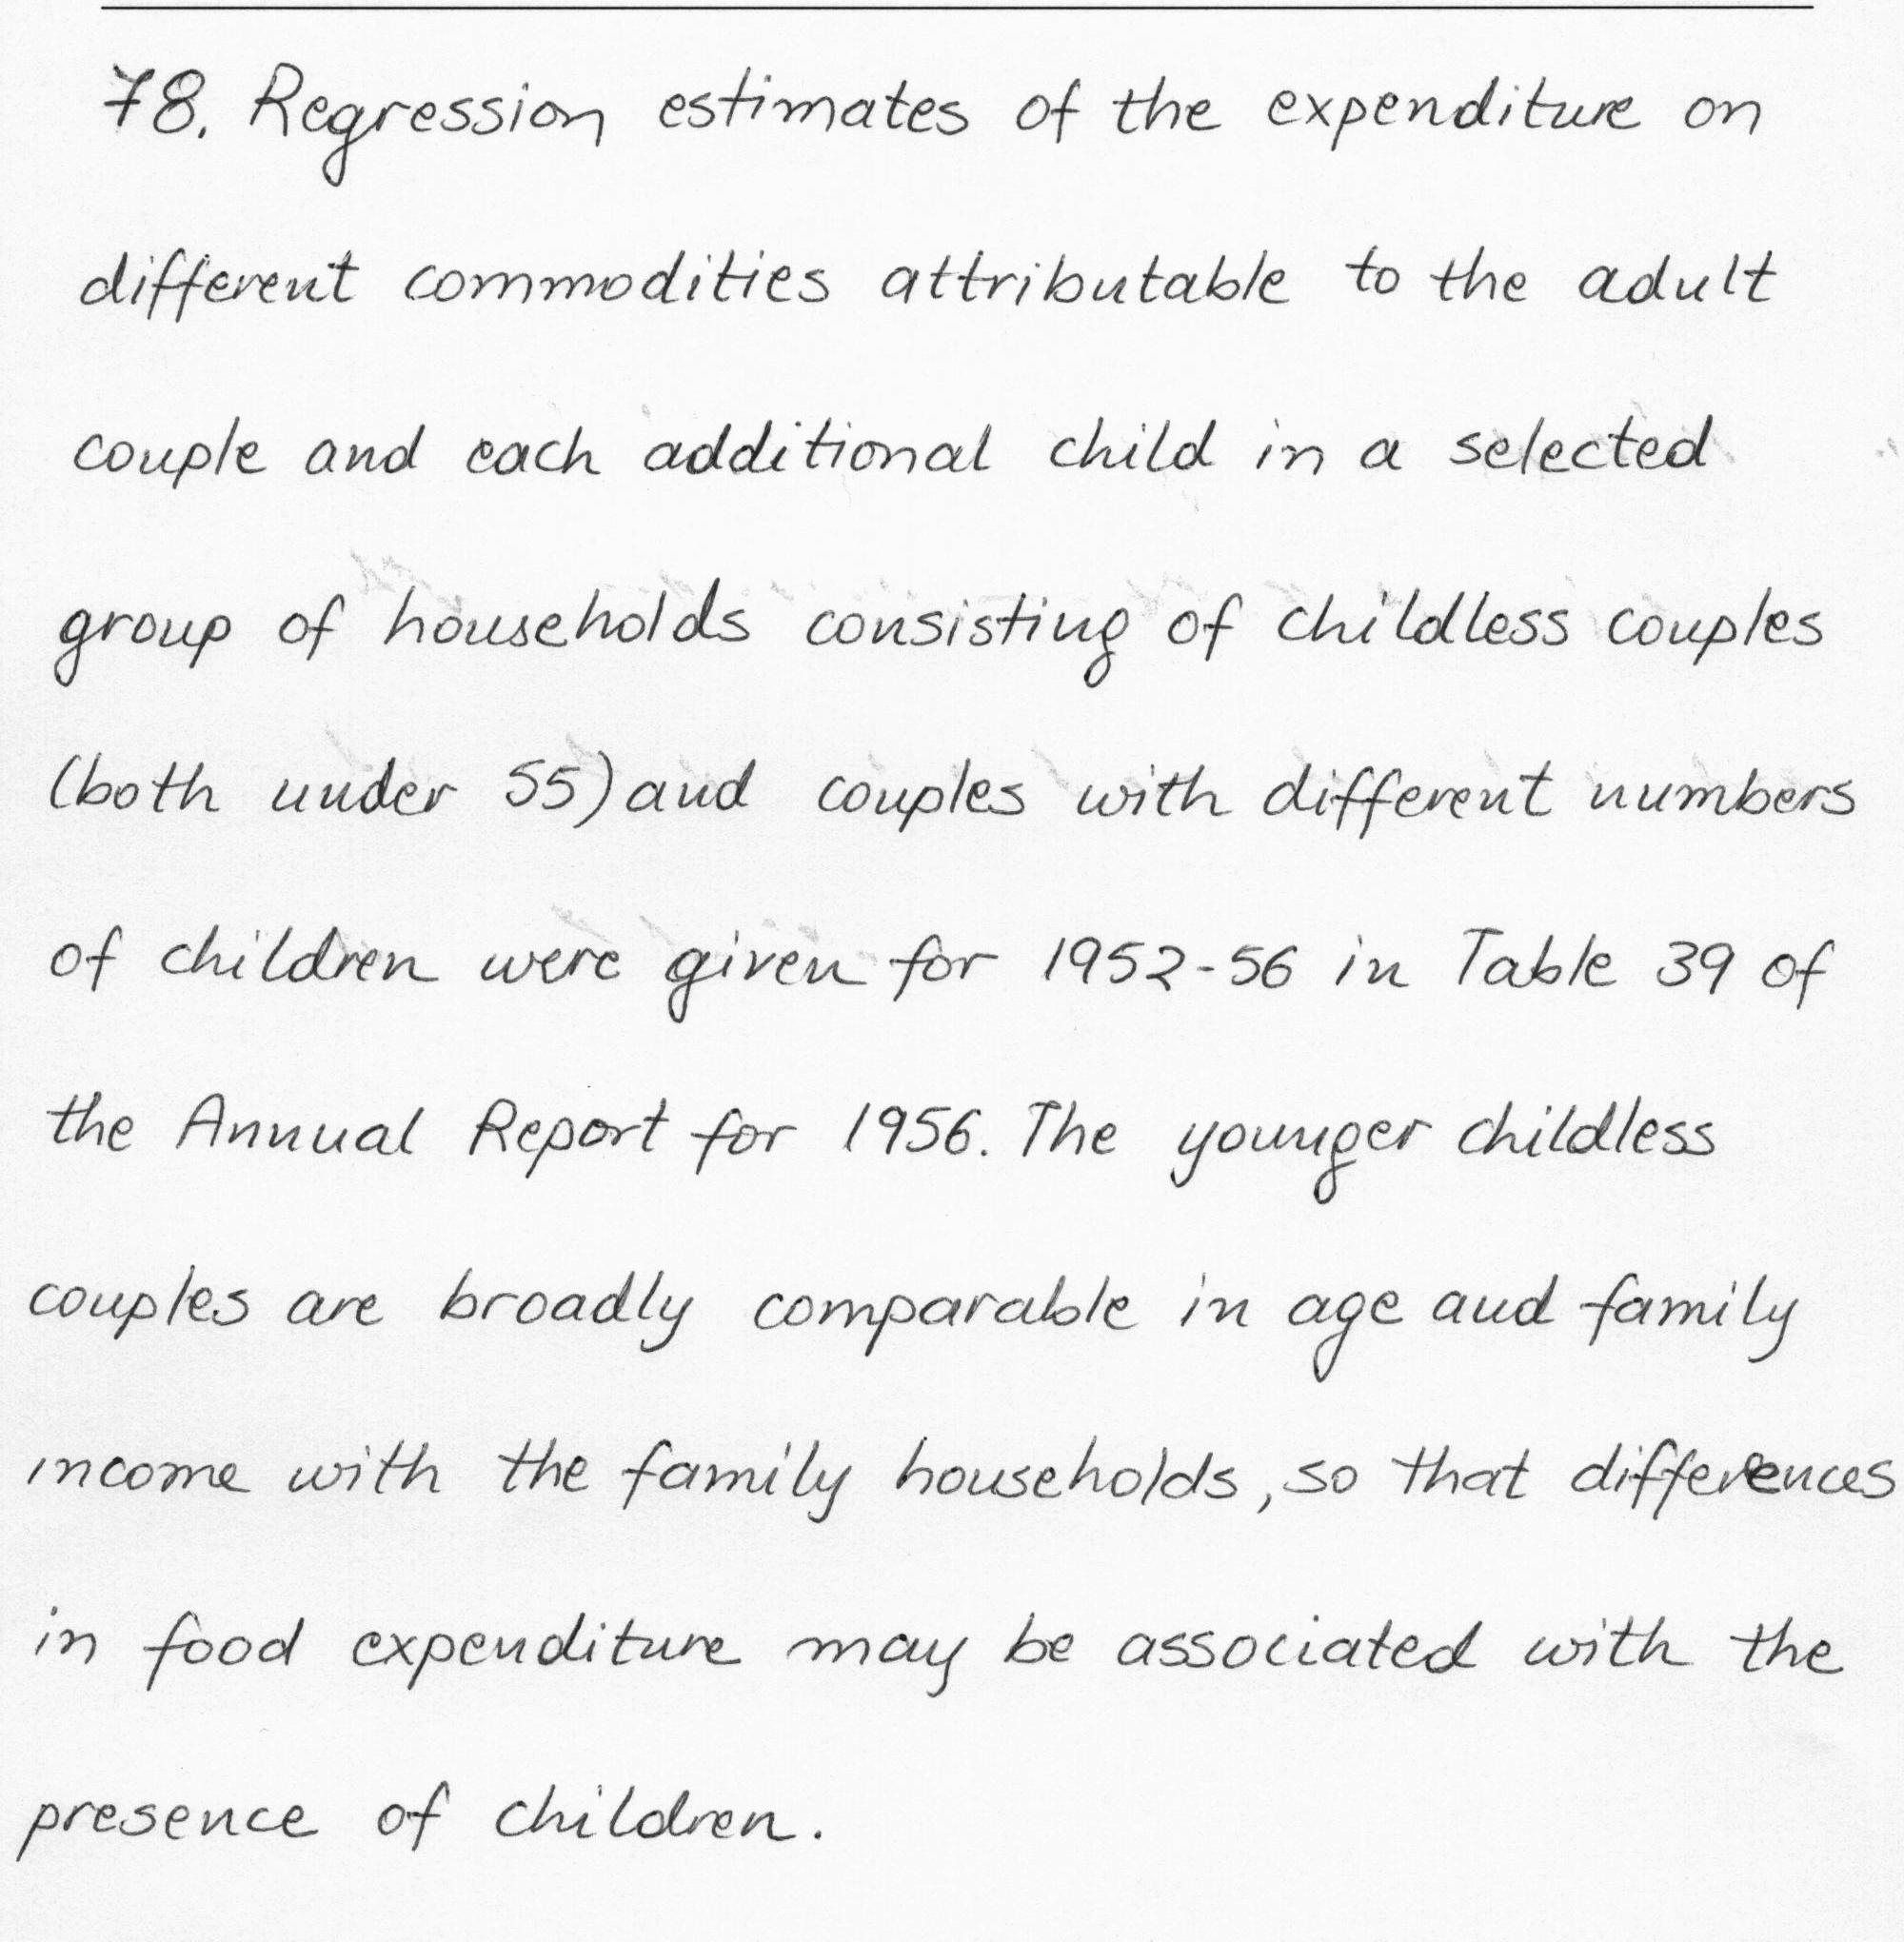 78. Regression estimates of the expenditure on
different commodities attributable to the adult
couple and each additional child in a selected
group of households consisting of childless couples
(both under 55) and couples with different numbers
of children were given for 1952-56 in Table 39 of
the Annual Report for 1956. The younger childless
couples are broadly comparable in age and family
income with the family households, so that differences
in food expenditure may be associated with the
presence of children.